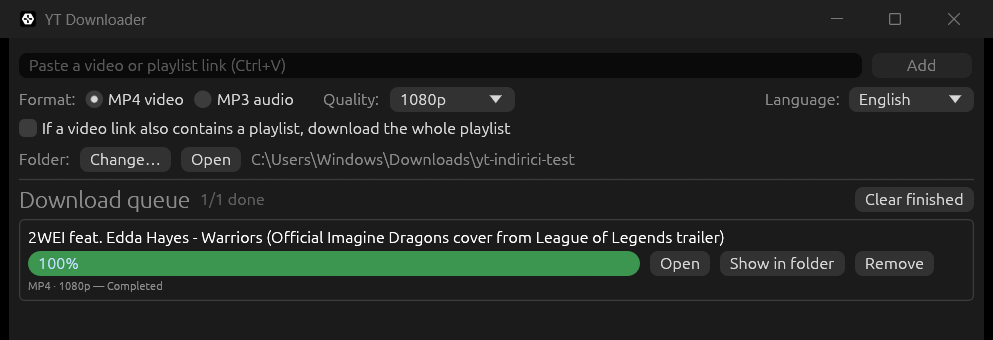 YT Downloader
Paste a video or playlist link (Ctrl+V) Add
Format: MP4 video MP3 audio Quality: 1080p Language: English
If a video link also contains a playlist, download the whole playlist
Folder: Change... Open C:\Users\Windows\Downloads\yt-indirici-test
Download queue 1/1 done Clear finished
2WEI feat. Edda Hayes - Warriors (Official Imagine Dragons cover from League of Legends trailer)
100% Open Show in folder Remove
MP4 · 1080p — Completed